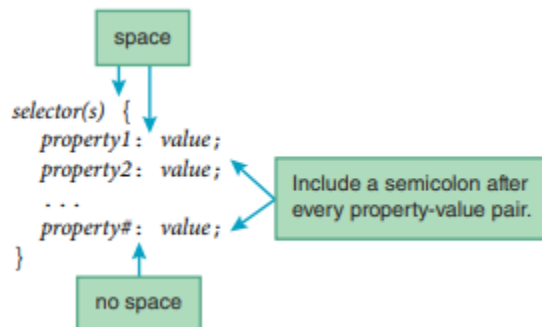 space
selector(s) {
property1: value;
property2: value;
...
property#: value;
}
Include a semicolon after
every property-value pair.
no space